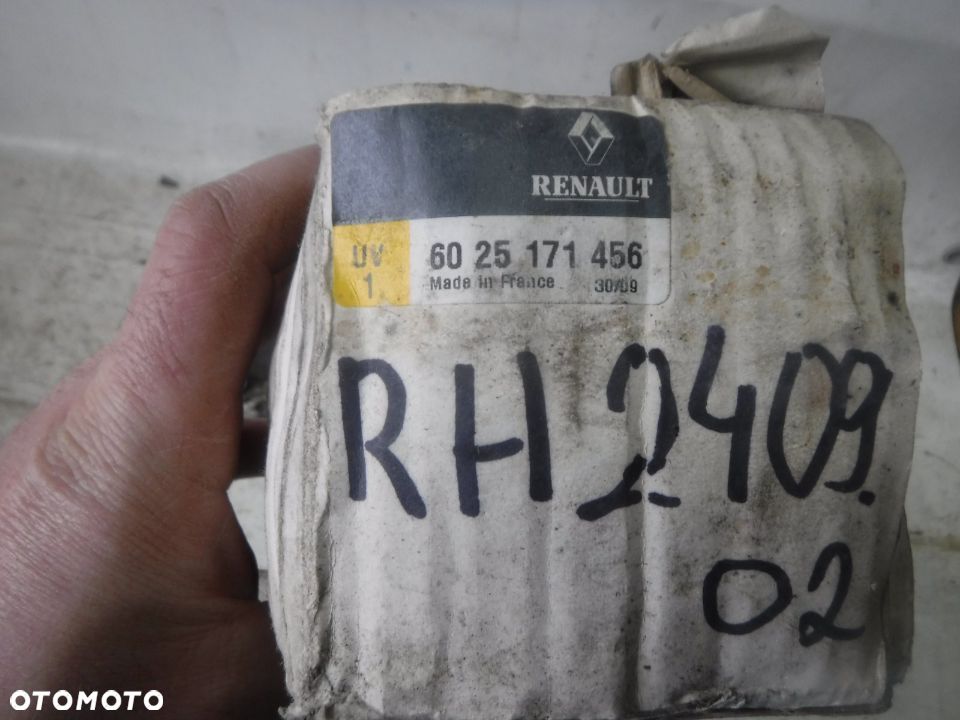 RENAULT
UV 60 25 171 456
1 Made in France 30/09
RH2409.
02
OTOMOTO